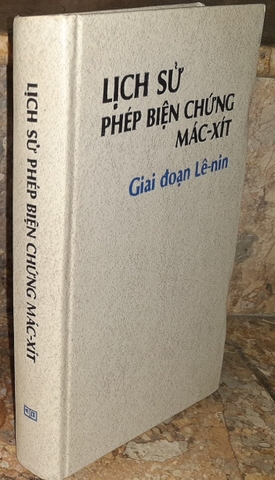 LỊCH SỬ
PHÉP BIỆN CHỨNG
MÁC-XÍT
Giai đoạn Lê-nin
LỊCH SỬ PHÉP BIỆN CHỨNG MÁC-XÍT